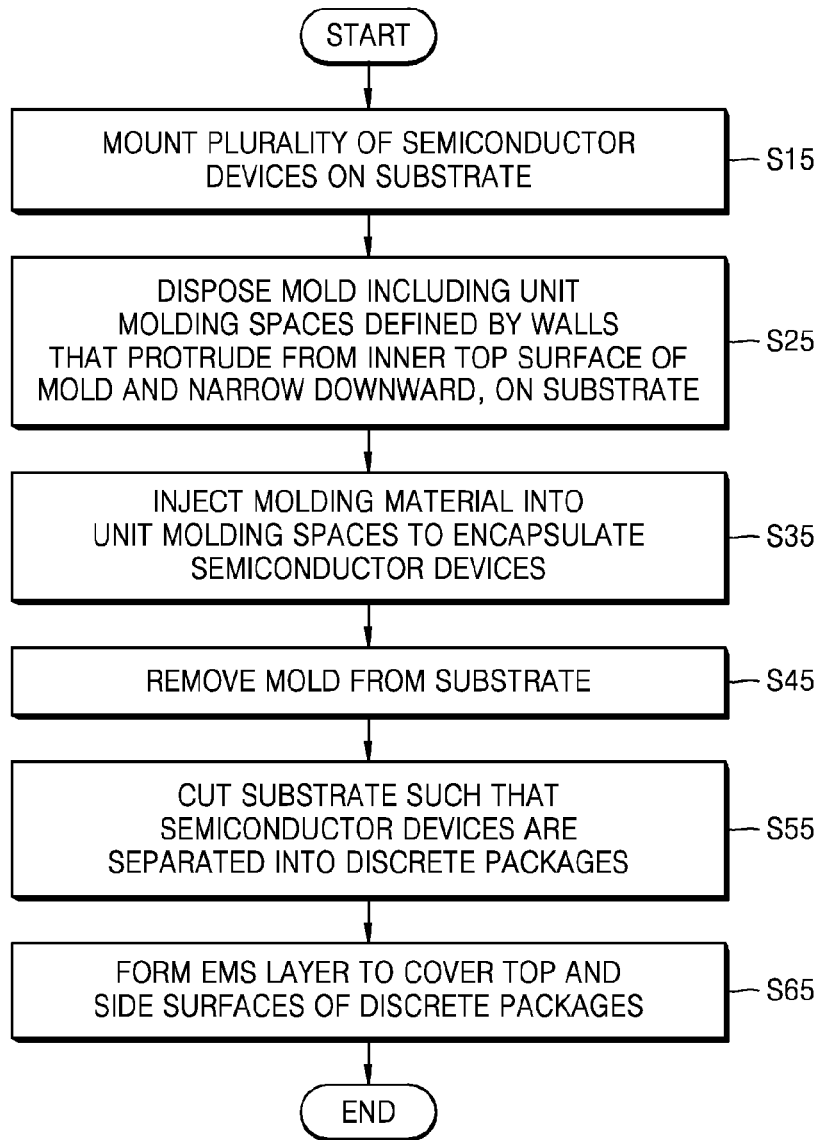 START
MOUNT PLURALITY OF SEMICONDUCTOR
DEVICES ON SUBSTRATE
S15
DISPOSE MOLD INCLUDING UNIT
MOLDING SPACES DEFINED BY WALLS
THAT PROTRUDE FROM INNER TOP SURFACE OF
MOLD AND NARROW DOWNWARD, ON SUBSTRATE
S25
INJECT MOLDING MATERIAL INTO
UNIT MOLDING SPACES TO ENCAPSULATE
SEMICONDUCTOR DEVICES
S35
REMOVE MOLD FROM SUBSTRATE
S45
CUT SUBSTRATE SUCH THAT
SEMICONDUCTOR DEVICES ARE
SEPARATED INTO DISCRETE PACKAGES
S55
FORM EMS LAYER TO COVER TOP AND
SIDE SURFACES OF DISCRETE PACKAGES
S65
END